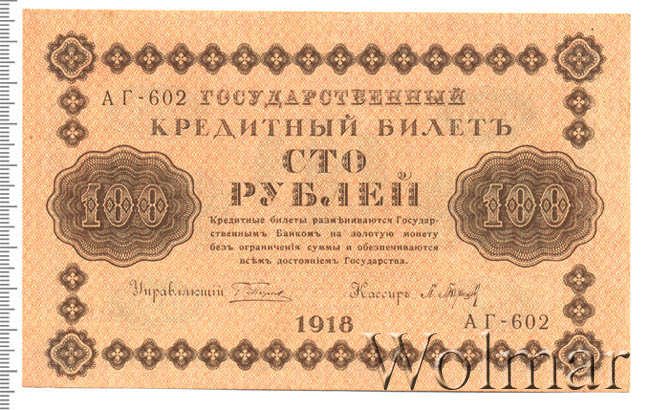 АГ-602 ГОСУДАРСТВЕННЫЙ
КРЕДИТНЫЙ БИЛЕТЪ
СТО
РУБЛЕЙ
100 100
Кредитные билеты размѣниваются Государ-
ственнымъ Банкомъ на золотую монету
безъ ограниченія суммы и обезпечиваются
всѣмъ достояніемъ Государства.
Управляющій Кассиръ
1918 АГ-602
Wolmar